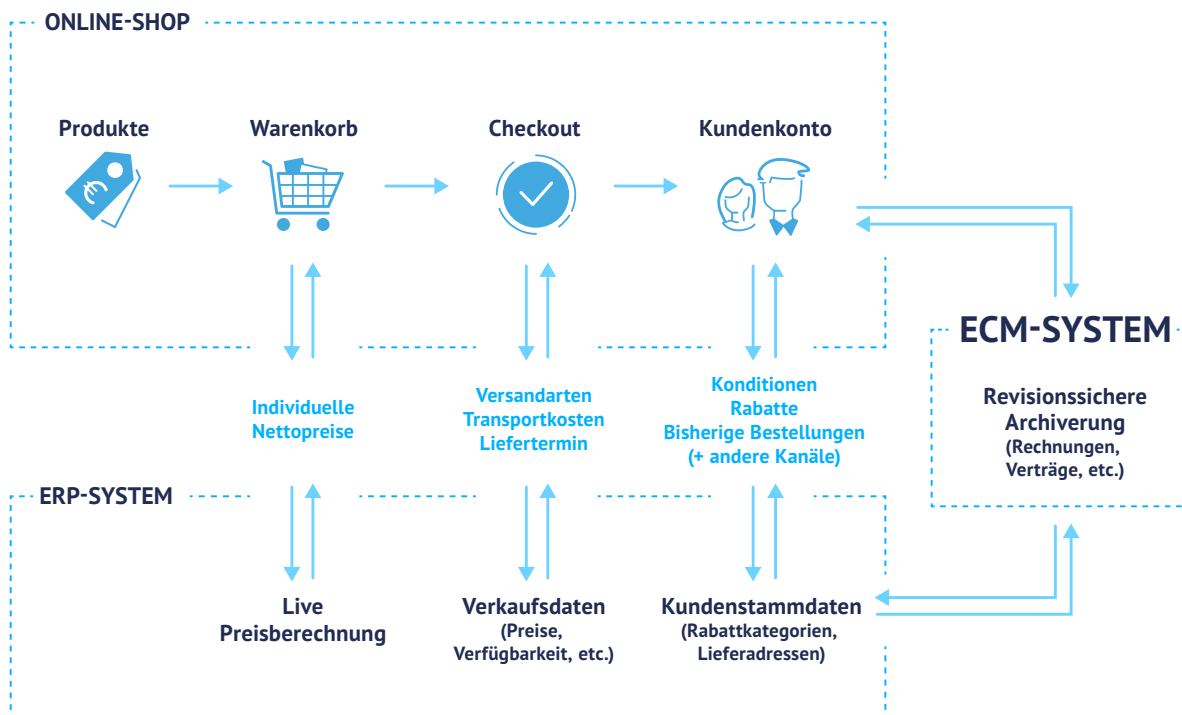 ONLINE-SHOP
Produkte
Warenkorb
Checkout
Kundenkonto
€
ECM-SYSTEM
Revisionssichere
Archiverung
(Rechnungen,
Verträge, etc.)
Individuelle
Nettopreise
Versandarten
Transportkosten
Liefertermin
Konditionen
Rabatte
Bisherige Bestellungen
(+ andere Kanäle)
ERP-SYSTEM
Live
Preisberechnung
Verkaufsdaten
(Preise,
Verfügbarkeit, etc.)
Kundenstammdaten
(Rabattkategorien,
Lieferadressen)